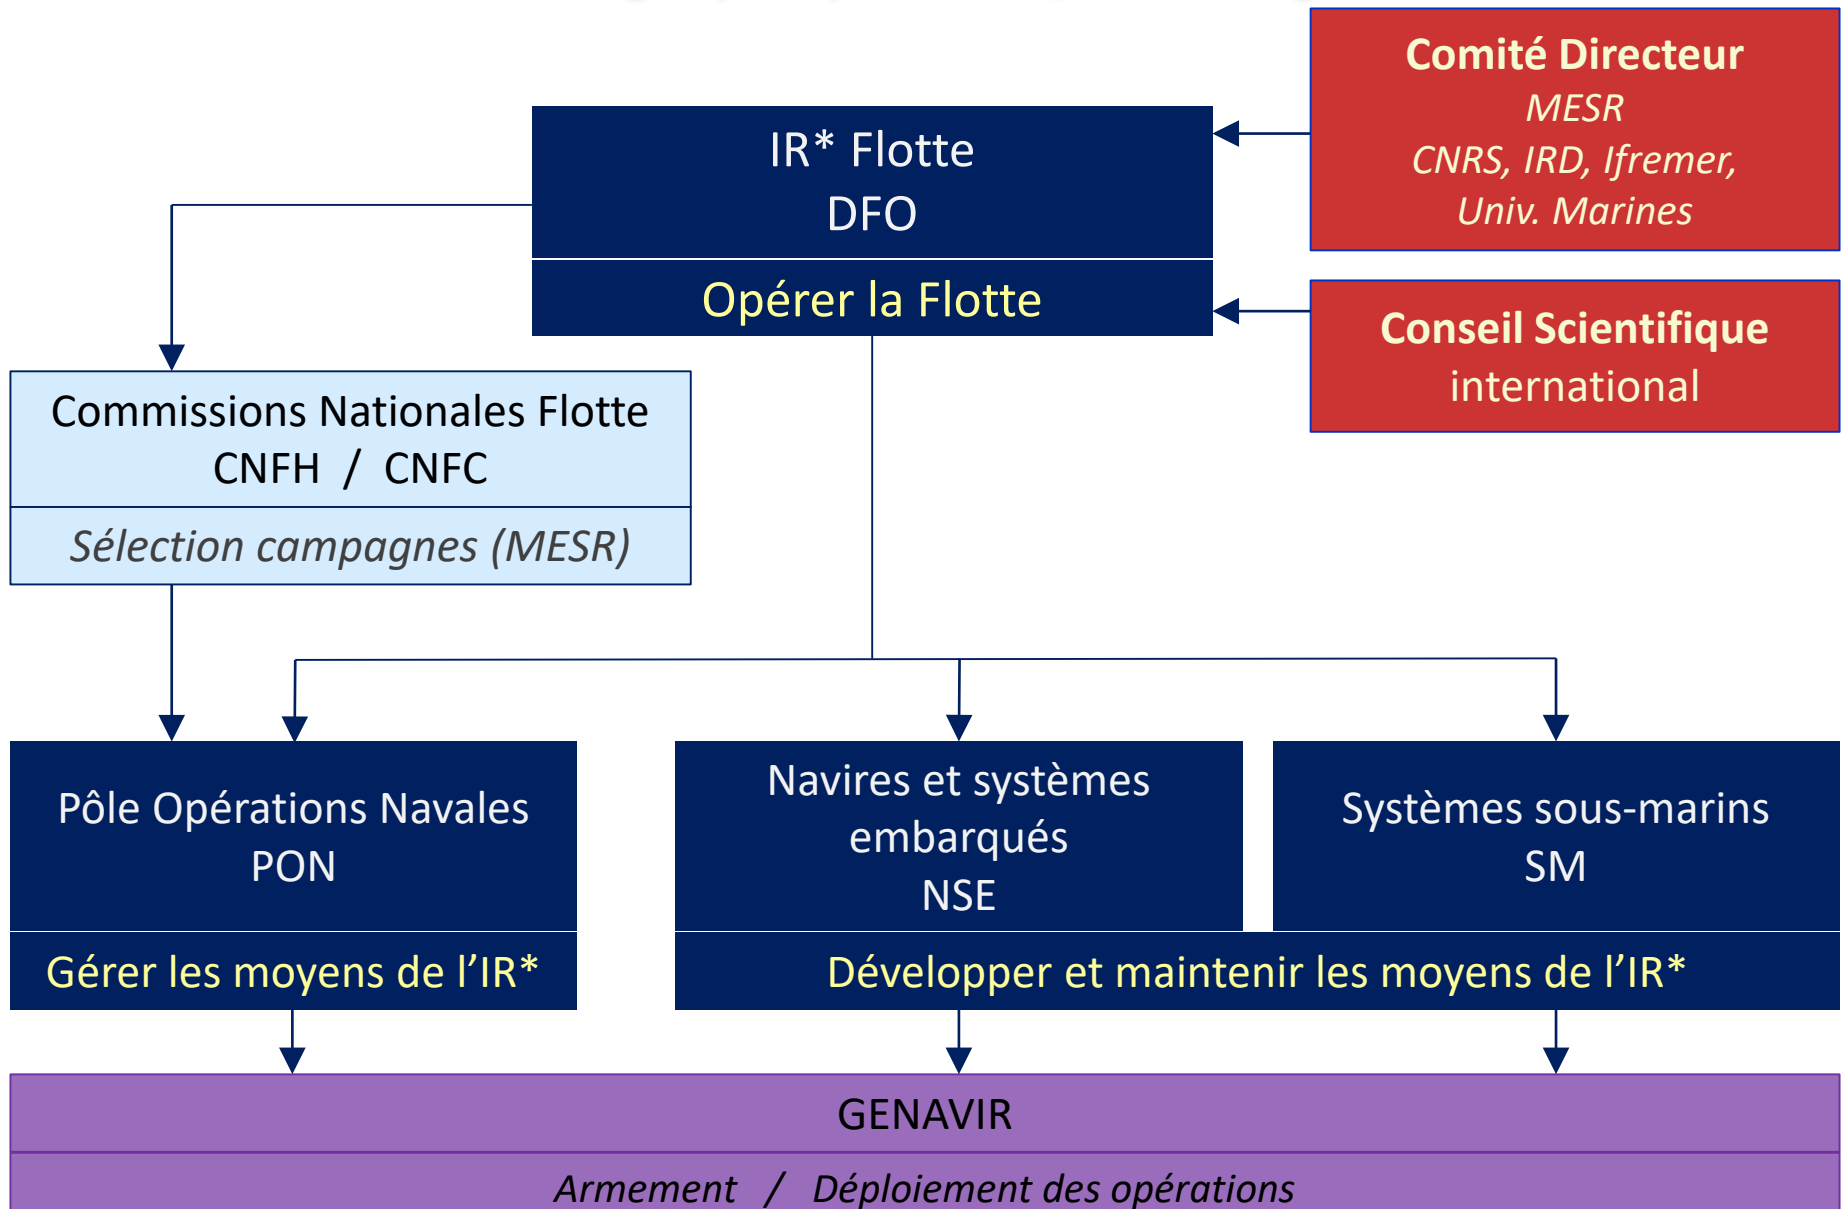 Comité Directeur
MESR
CNRS, IRD, Ifremer,
Univ. Marines
IR* Flotte
DFO
Opérer la Flotte
Conseil Scientifique
international
Commissions Nationales Flotte
CNFH / CNFC
Sélection campagnes (MESR)
Pôle Opérations Navales
PON
Gérer les moyens de l’IR*
Navires et systèmes
embarqués
NSE
Systèmes sous-marins
SM
Développer et maintenir les moyens de l’IR*
GENAVIR
Armement / Déploiement des opérations